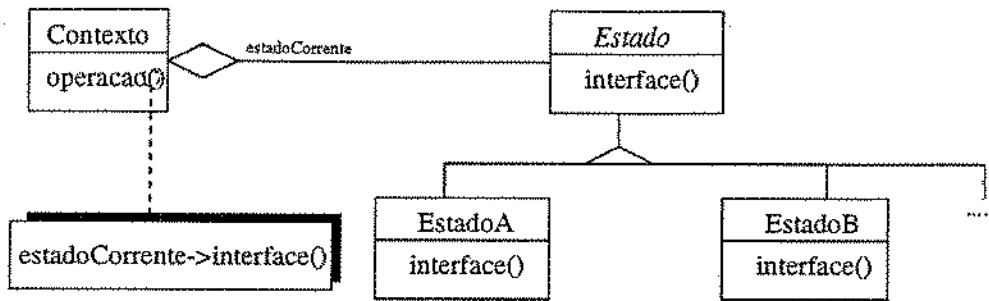 Contexto
operacao()
estadoCorrente
Estado
interface()
estadoCorrente->interface()
EstadoA
interface()
EstadoB
interface()
...